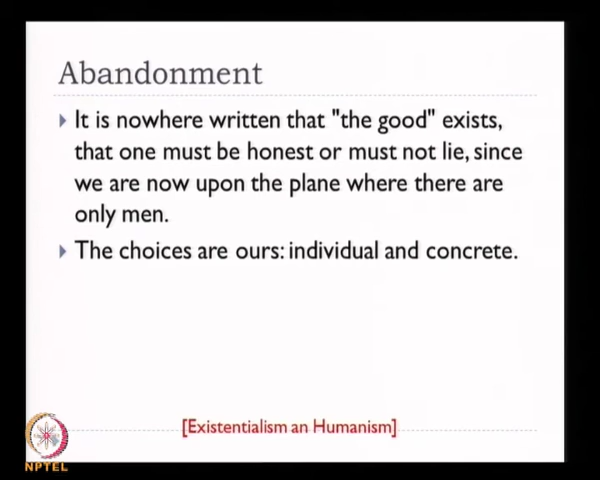 Abandonment
It is nowhere written that "the good" exists,
that one must be honest or must not lie, since
we are now upon the plane where there are
only men.
The choices are ours: individual and concrete.
[Existentialism an Humanism]
NPTEL